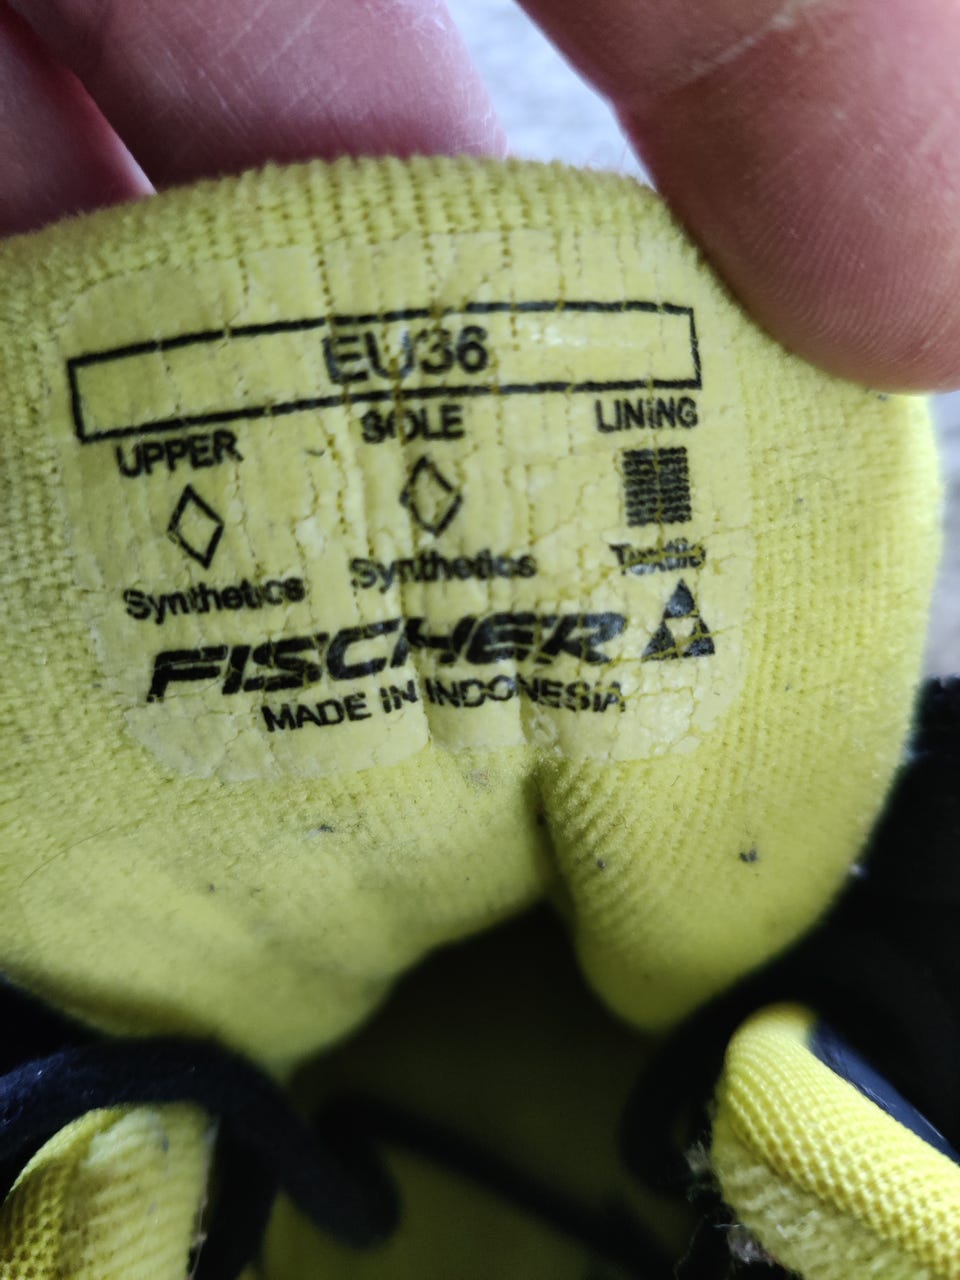 EU36
UPPER SOLE LINING
Synthetics Synthetics Textile
FISCHER
MADE IN INDONESIA